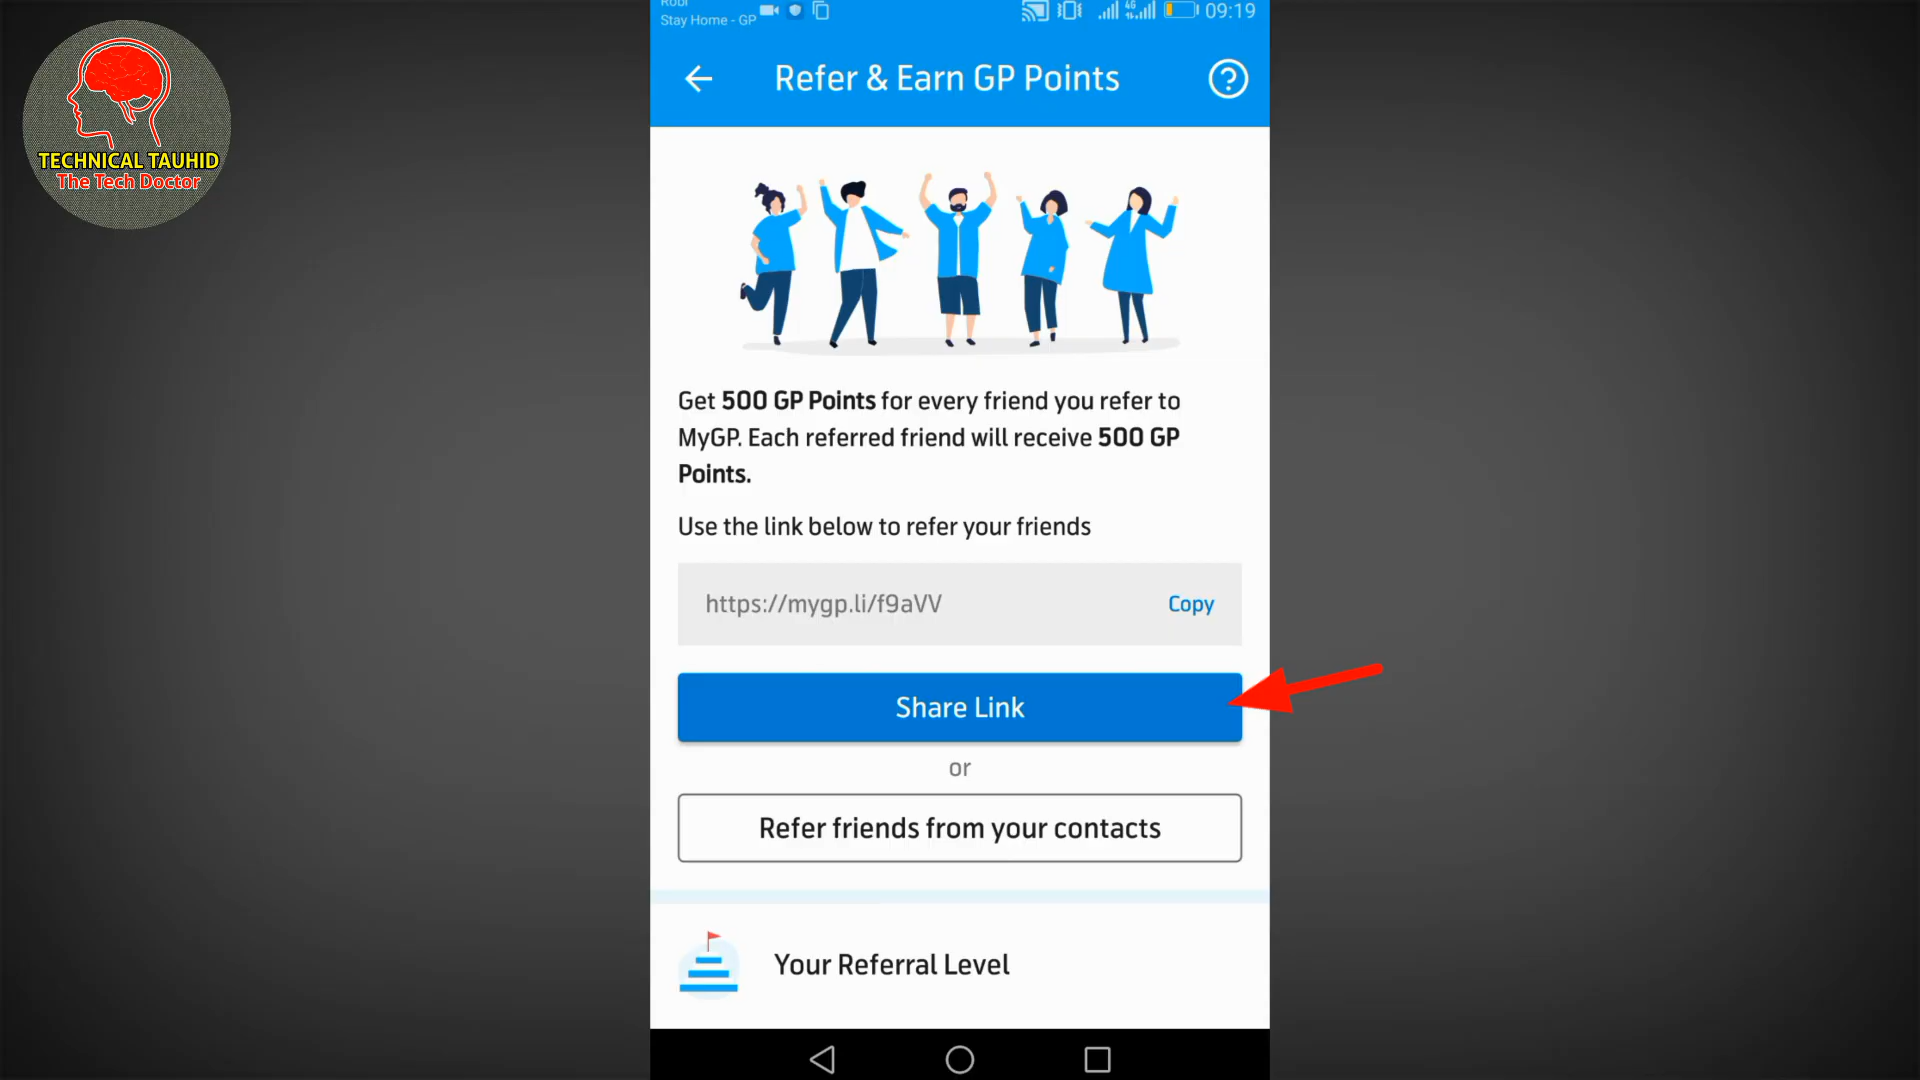 TECHNICAL TAUHID
The Tech Doctor
Robi
Stay Home - GP
4G
09:19
Refer & Earn GP Points
Get 500 GP Points for every friend you refer to
MyGP. Each referred friend will receive 500 GP
Points.
Use the link below to refer your friends
https://mygp.li/f9aVV
Copy
Share Link
or
Refer friends from your contacts
Your Referral Level